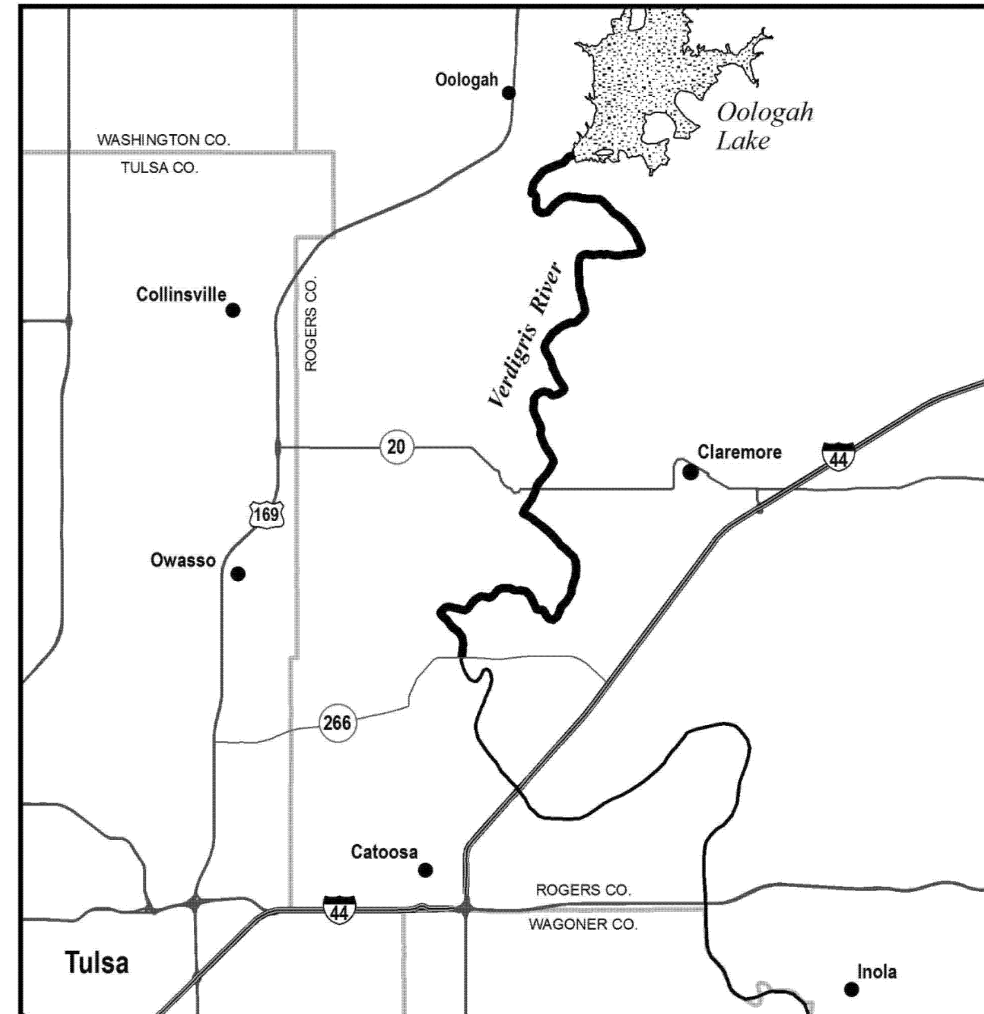 Oologah
Oologah
Lake
WASHINGTON CO.
TULSA CO.
Collinsville
ROGERS CO.
Verdigris River
20
Claremore
44
169
Owasso
266
Catoosa
ROGERS CO.
44
WAGONER CO.
Tulsa
Inola